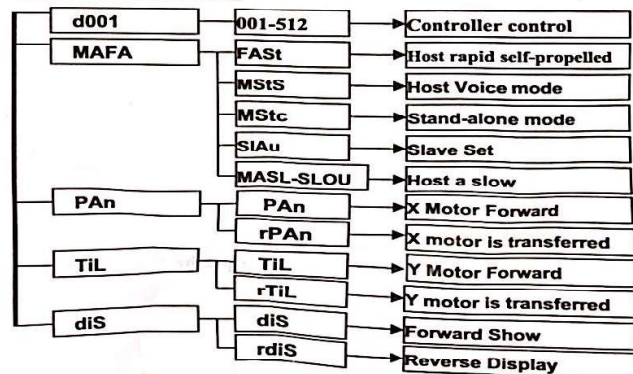 d001 001-512 Controller control
MAFA FASt Host rapid self-propelled
MStS Host Voice mode
MStc Stand-alone mode
SlAu Slave Set
MASL-SLOU Host a slow
PAn PAn X Motor Forward
rPAn X motor is transferred
TiL TiL Y Motor Forward
rTiL Y motor is transferred
diS diS Forward Show
rdiS Reverse Display